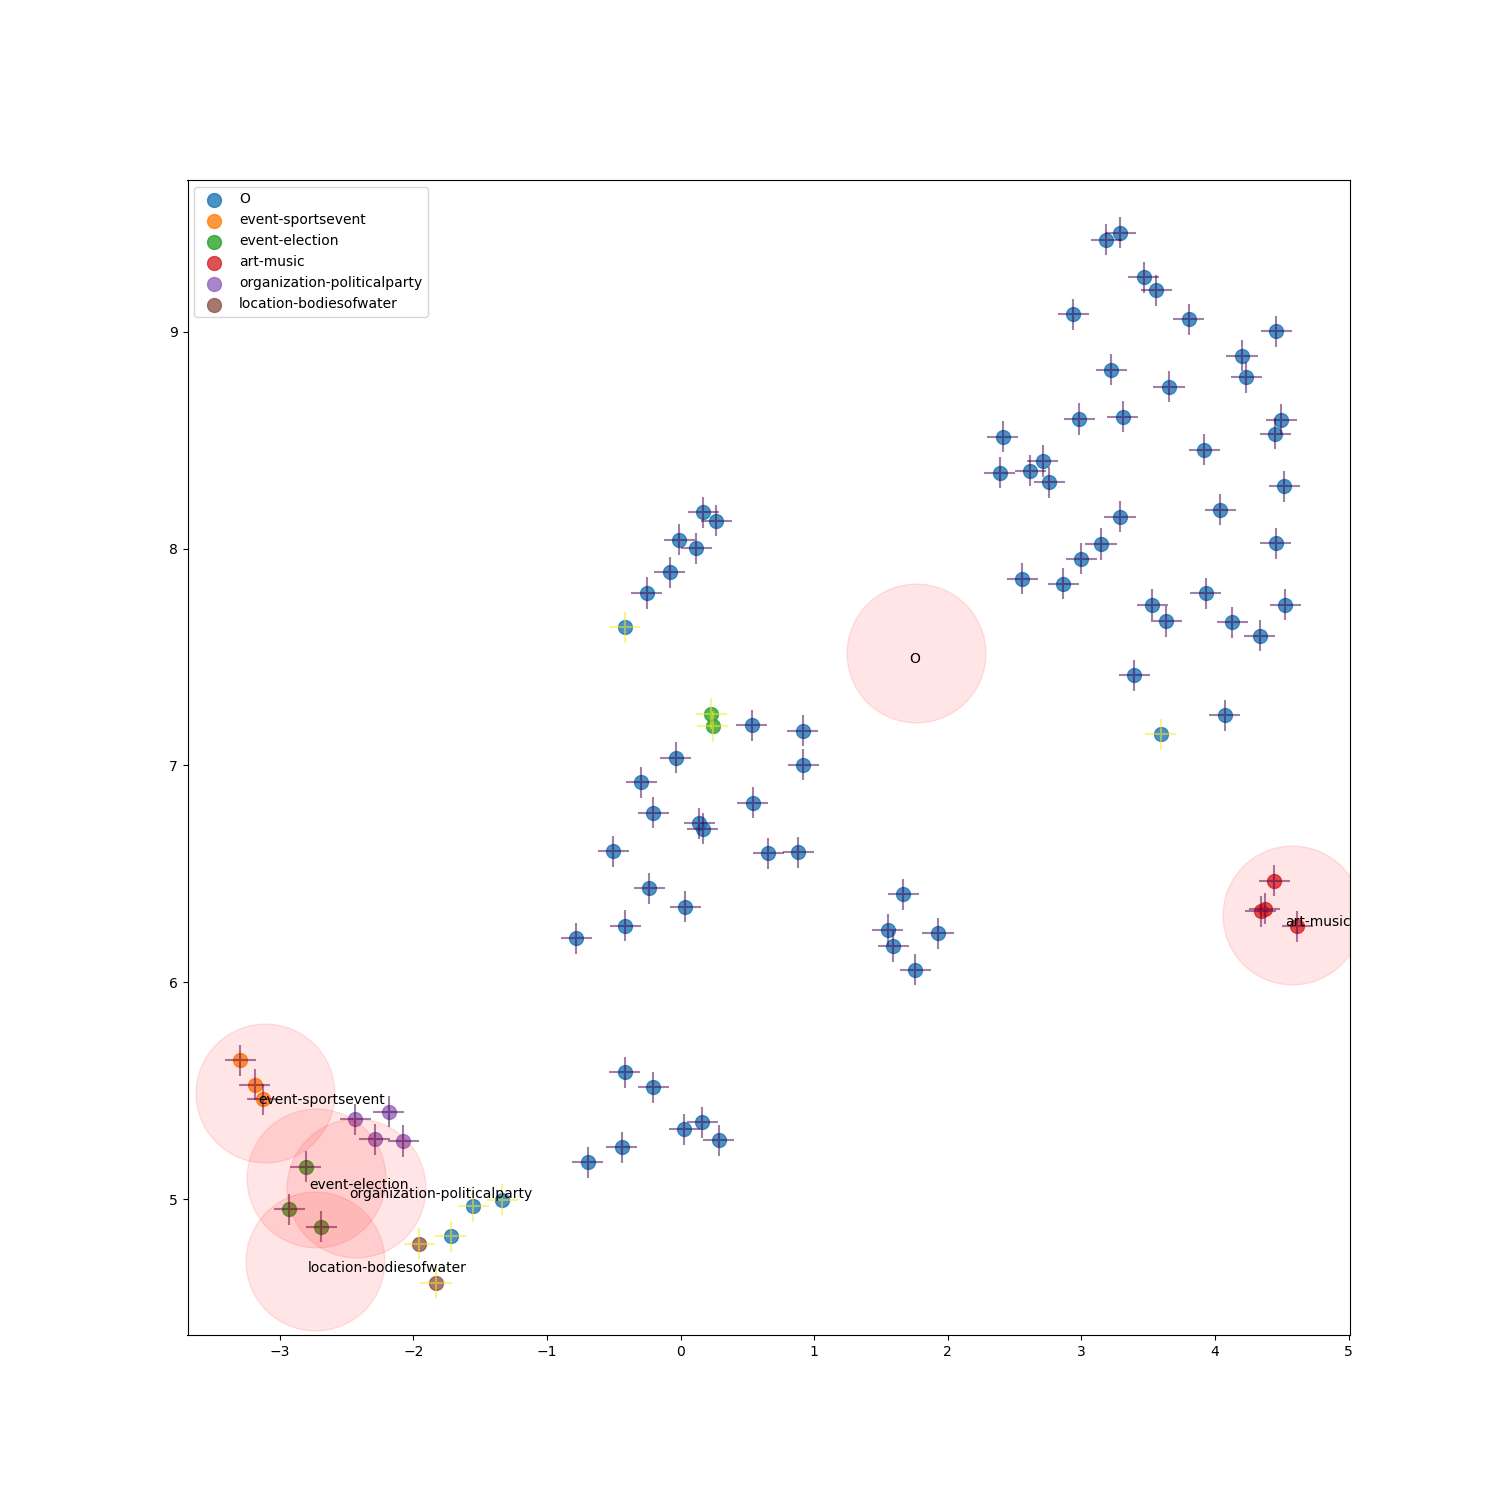 O
event-sportsevent
event-election
art-music
organization-politicalparty
location-bodiesofwater
9
8
O
7
art-music
6
event-sportsevent
event-election
organization-politicalparty
5
location-bodiesofwater
−3 −2 −1 0 1 2 3 4 5